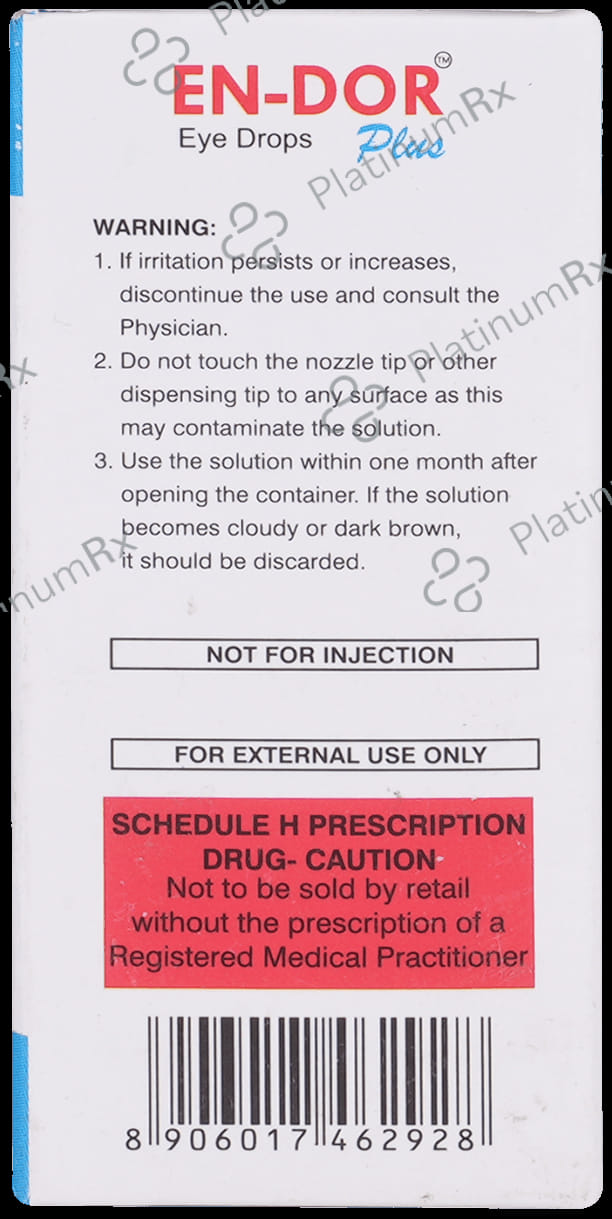 EN-DOR™
Eye Drops Plus
WARNING:
1. If irritation persists or increases,
discontinue the use and consult the
Physician.
2. Do not touch the nozzle tip or other
dispensing tip to any surface as this
may contaminate the solution.
3. Use the solution within one month after
opening the container. If the solution
becomes cloudy or dark brown,
it should be discarded.
NOT FOR INJECTION
FOR EXTERNAL USE ONLY
SCHEDULE H PRESCRIPTION
DRUG- CAUTION
Not to be sold by retail
without the prescription of a
Registered Medical Practitioner
8 906017 462928
PlatinumRx
PlatinumRx